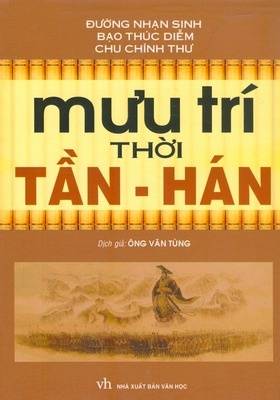 ĐƯỜNG NHẠN SINH
BẠO THÚC DIỄM
CHU CHÍNH THƯ
mưu trí
THỜI
TẦN - HÁN
Dịch giả: ÔNG VĂN TÙNG
vh NHÀ XUẤT BẢN VĂN HỌC